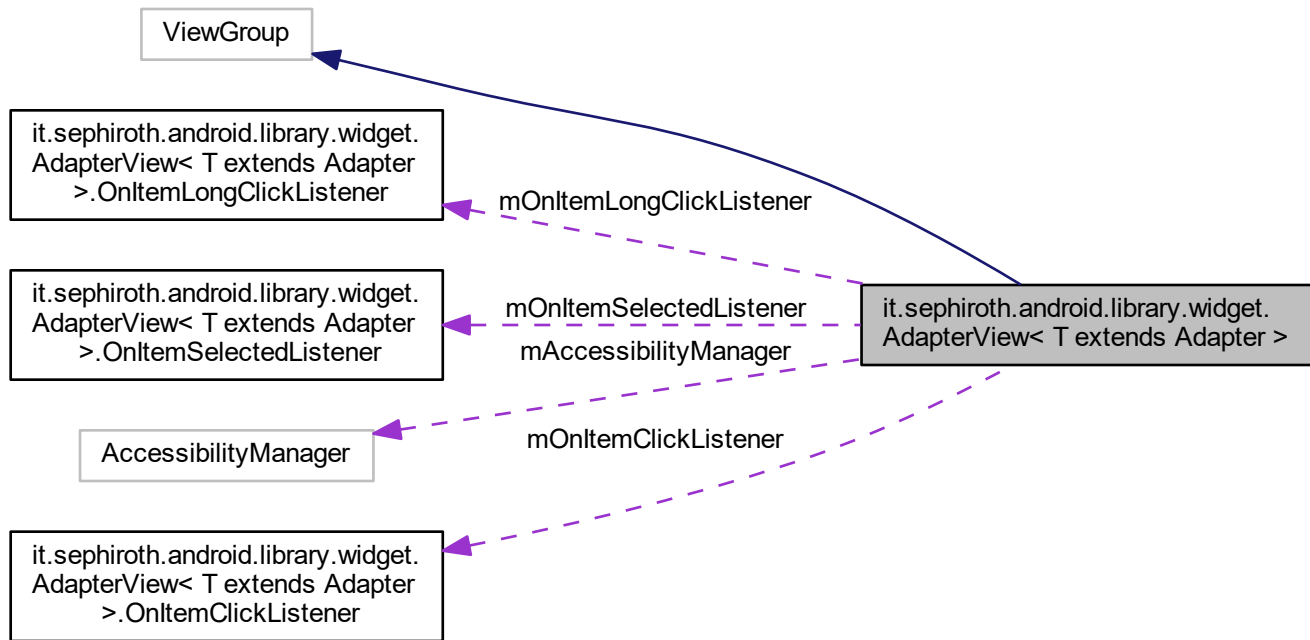 ViewGroup
it.sephiroth.android.library.widget.
AdapterView< T extends Adapter
>.OnItemLongClickListener
mOnItemLongClickListener
it.sephiroth.android.library.widget.
AdapterView< T extends Adapter
>.OnItemSelectedListener
mOnItemSelectedListener
mAccessibilityManager
it.sephiroth.android.library.widget.
AdapterView< T extends Adapter >
AccessibilityManager
mOnItemClickListener
it.sephiroth.android.library.widget.
AdapterView< T extends Adapter
>.OnItemClickListener